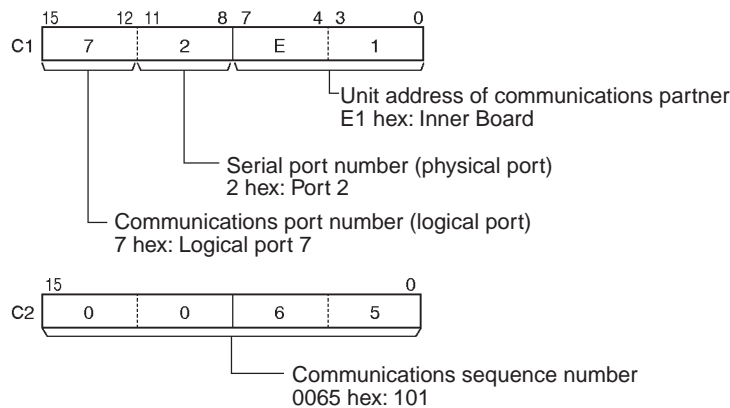 15 12 11 8 7 4 3 0
C1 7 2 E 1
Unit address of communications partner
E1 hex: Inner Board
Serial port number (physical port)
2 hex: Port 2
Communications port number (logical port)
7 hex: Logical port 7
15 0
C2 0 0 6 5
Communications sequence number
0065 hex: 101